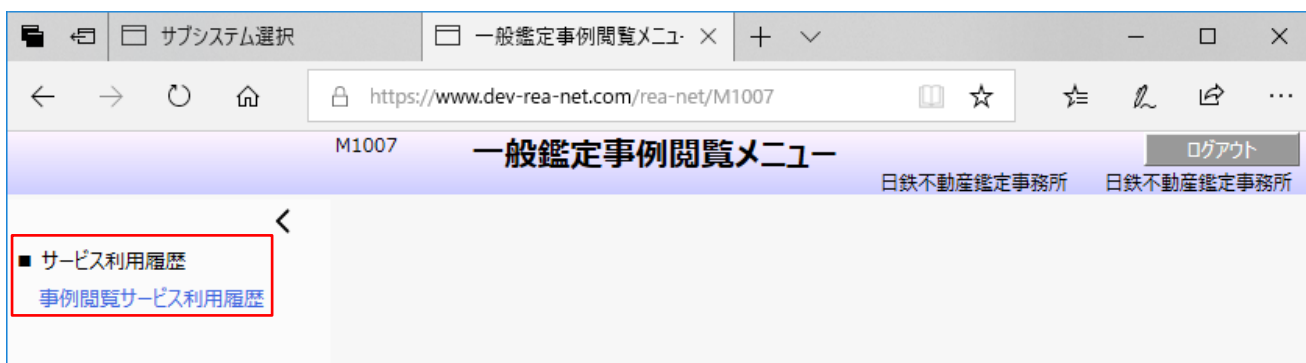 サブシステム選択
一般鑑定事例閲覧メニュ
https://www.dev-rea-net.com/rea-net/M1007
M1007
一般鑑定事例閲覧メニュー
ログアウト
日鉄不動産鑑定事務所 日鉄不動産鑑定事務所
■ サービス利用履歴
事例閲覧サービス利用履歴